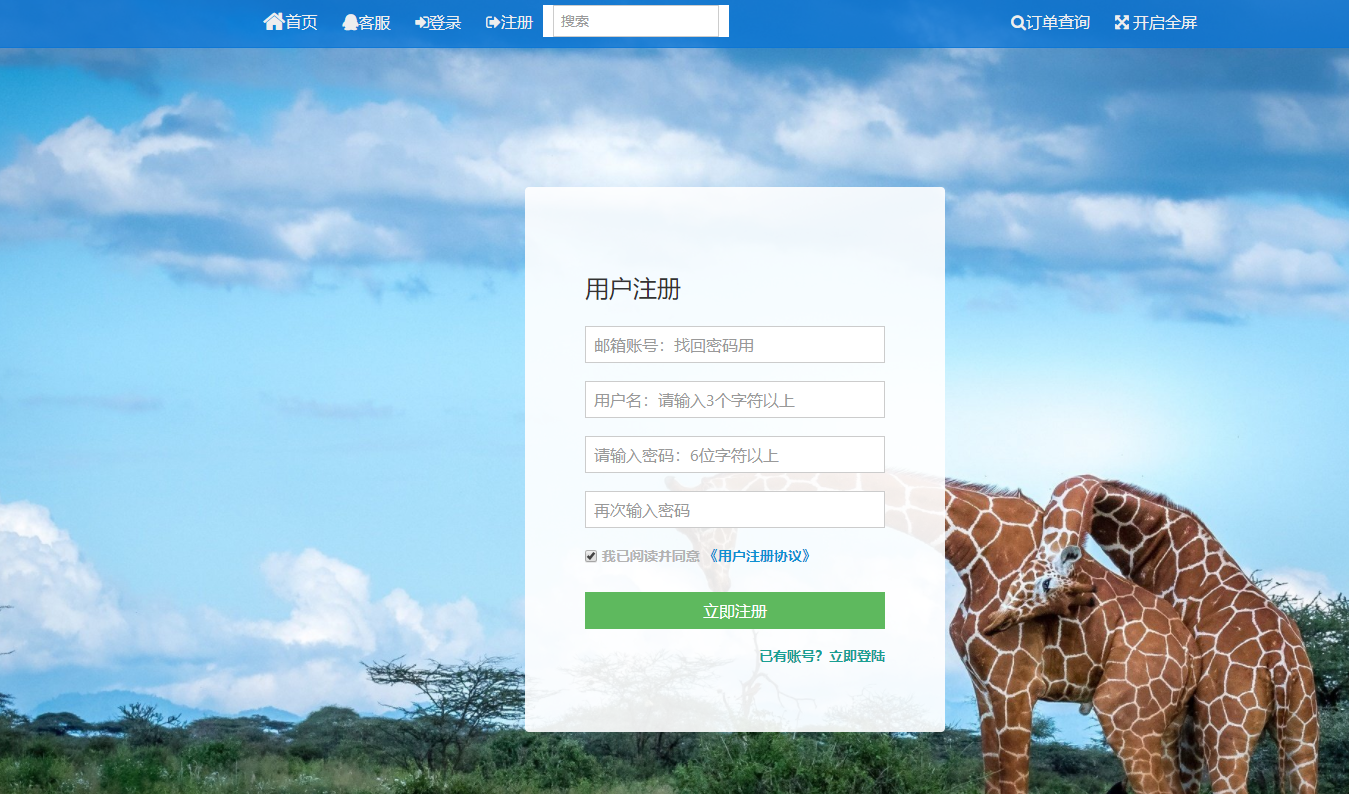 首页 客服 登录 注册 搜索 订单查询 开启全屏
用户注册
邮箱账号：找回密码用
用户名：请输入3个字符以上
请输入密码：6位字符以上
再次输入密码
我已阅读并同意 《用户注册协议》
立即注册
已有账号？立即登陆